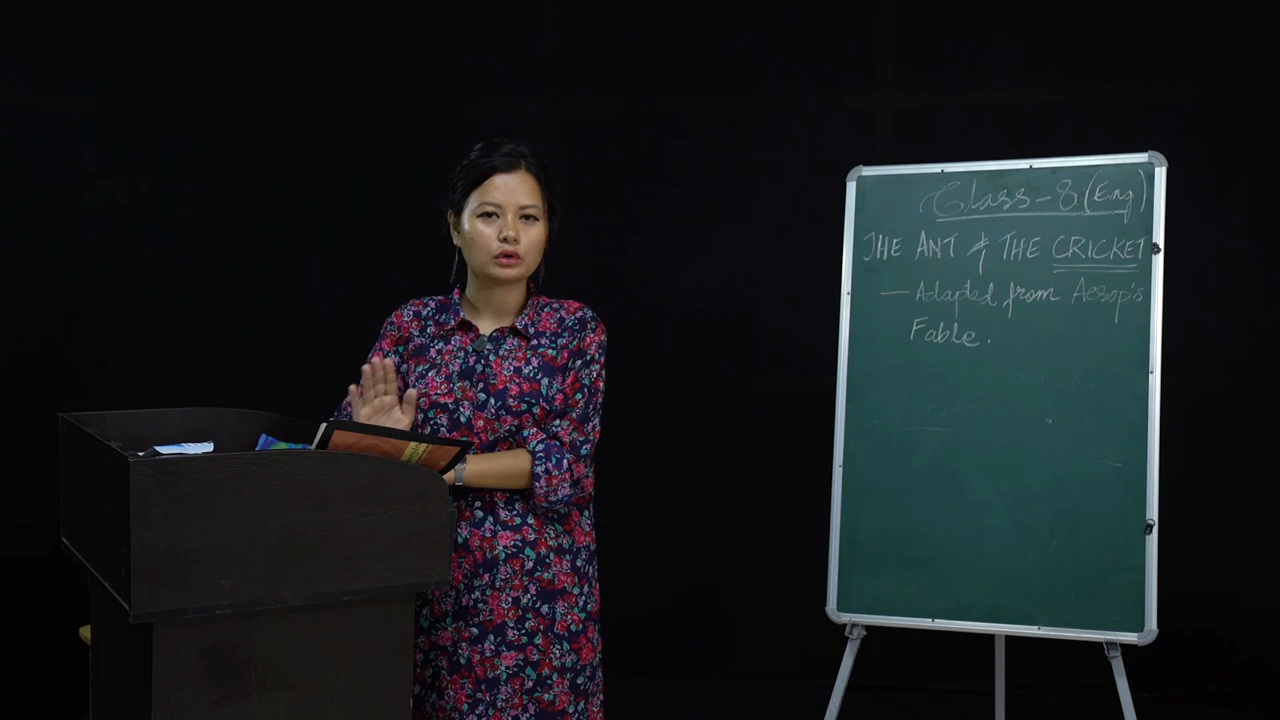 Class-8 (Eng)
THE ANT & THE CRICKET
— Adapted from Aesop's
Fable.